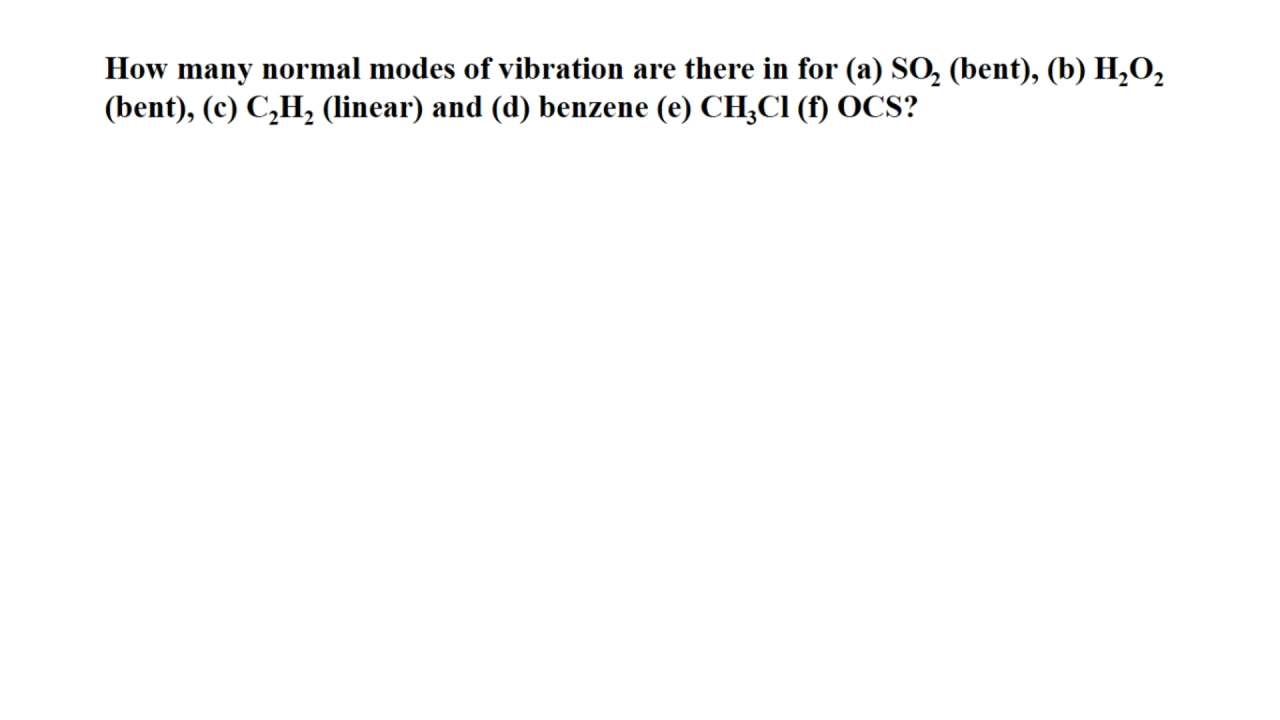 How many normal modes of vibration are there in for (a) SO₂ (bent), (b) H₂O₂
(bent), (c) C₂H₂ (linear) and (d) benzene (e) CH₃Cl (f) OCS?